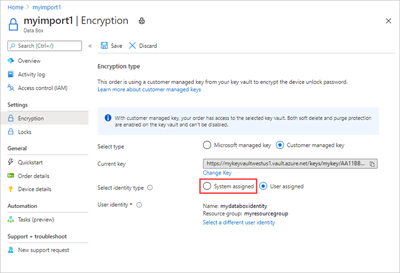 Home > myimport1 >
myimport1 | Encryption
Data Box
Search (Ctrl+/)
Save
Discard
Overview
Activity log
Access control (IAM)
Settings
Encryption
Locks
General
Quickstart
Order details
Device details
Automation
Tasks (preview)
Support + troubleshoot
New support request
Encryption type
This order is using a customer managed key from your key vault to encrypt the device unlock password.
Learn more about customer managed keys
With customer managed key, your order has access to the selected key vault. Both soft delete and purge protection
are enabled on the key vault and can't be disabled.
Select type
Microsoft managed key
Customer managed key
Current key
https://mykeyvaultwestus1.vault.azure.net/keys/mykey/AA11BB...
Change Key
Select identity type
System assigned
User assigned
User identity *
Name: mydataboxidentity
Resource group: myresourcegroup
Select a different user identity